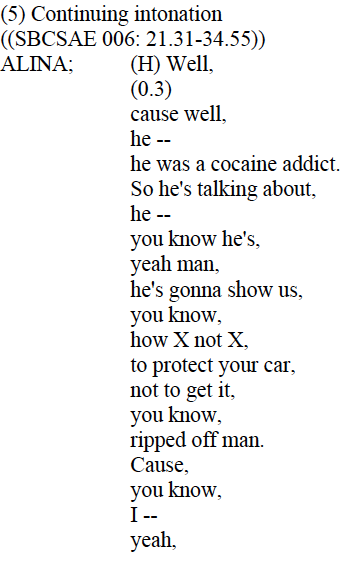 (5) Continuing intonation
((SBCSAE 006: 21.31-34.55))
ALINA; (H) Well,
(0.3)
cause well,
he --
he was a cocaine addict.
So he's talking about,
he --
you know he's,
yeah man,
he's gonna show us,
you know,
how X not X,
to protect your car,
not to get it,
you know,
ripped off man.
Cause,
you know,
I --
yeah,